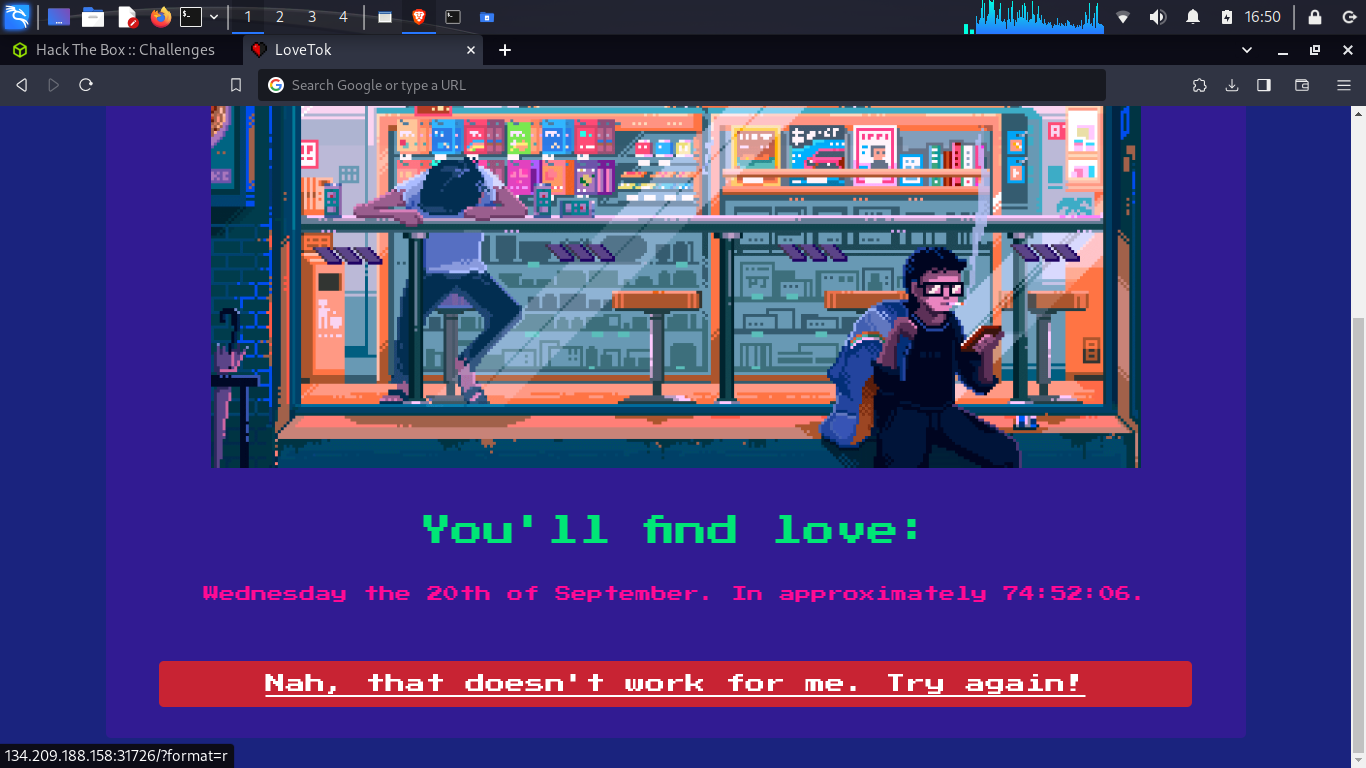 1 2 3 4 16:50
Hack The Box :: Challenges LoveTok
Search Google or type a URL
You'll find love:
Wednesday the 20th of September. In approximately 74:52:06.
Nah, that doesn't work for me. Try again!
134.209.188.158:31726/?format=r